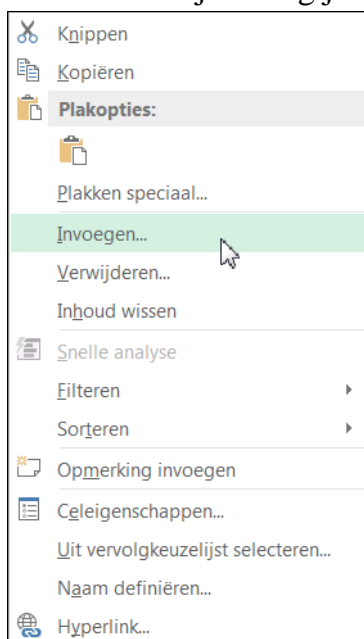 Knippen
Kopiëren
Plakopties:
Plakken speciaal...
Invoegen...
Verwijderen...
Inhoud wissen
Snelle analyse
Filteren
Sorteren
Opmerking invoegen
Celeigenschappen...
Uit vervolgkeuzelijst selecteren...
Naam definiëren...
Hyperlink...